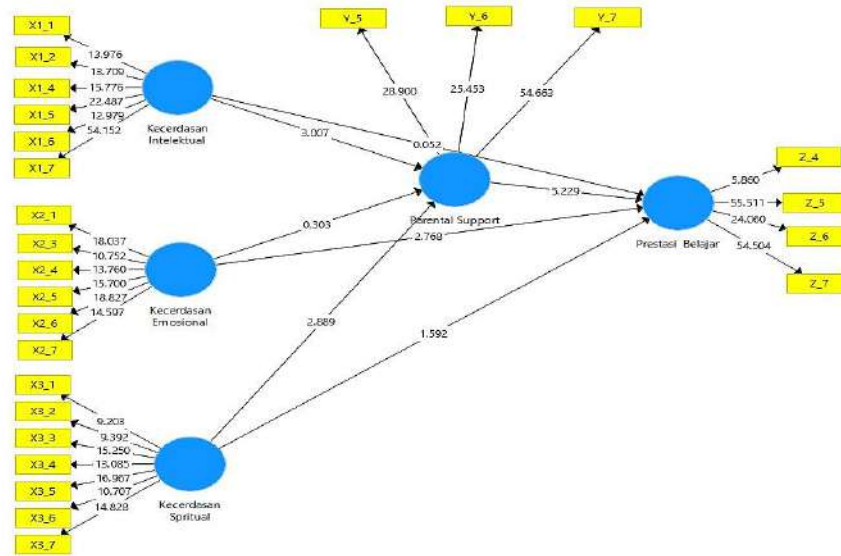 X1_1
X1_2
X1_4
X1_5
X1_6
X1_7
13.976
13.709
15.776
22.487
12.979
54.152
Kecerdasan
Intelektual
Y_5
Y_6
Y_7
28.900
25.453
54.663
3.007
0.052
Parental Support
5.229
Z_4
Z_5
Z_6
Z_7
5.860
55.511
24.060
54.504
Prestasi Belajar
X2_1
X2_3
X2_4
X2_5
X2_6
X2_7
18.037
10.752
13.760
15.700
18.827
14.597
Kecerdasan
Emosional
0.303
2.768
2.889
1.592
X3_1
X3_2
X3_3
X3_4
X3_5
X3_6
X3_7
9.203
9.392
15.250
13.085
16.967
10.707
14.828
Kecerdasan
Spritual